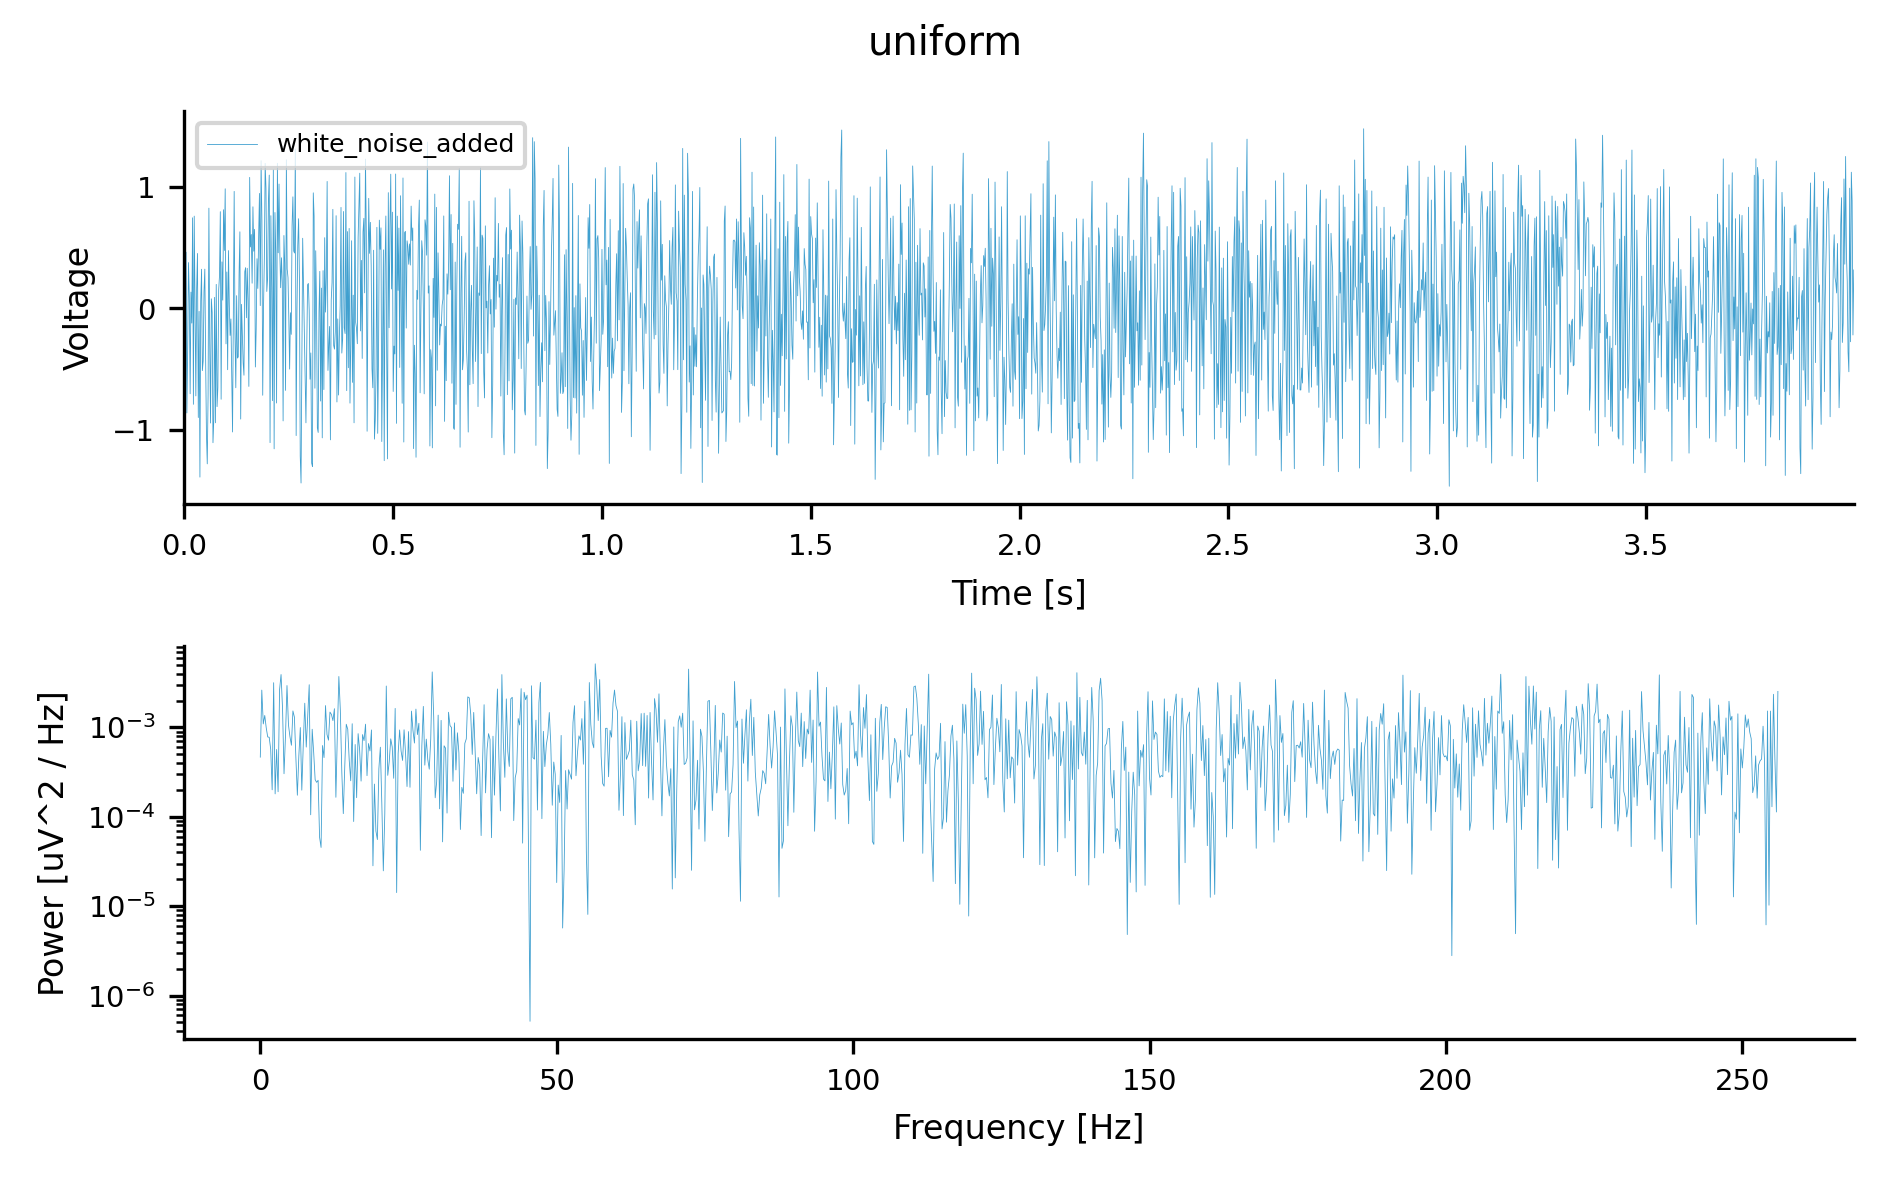 uniform
white_noise_added
Voltage
1
0
−1
0.0 0.5 1.0 1.5 2.0 2.5 3.0 3.5
Time [s]
Power [uV^2 / Hz]
10⁻³
10⁻⁴
10⁻⁵
10⁻⁶
0 50 100 150 200 250
Frequency [Hz]